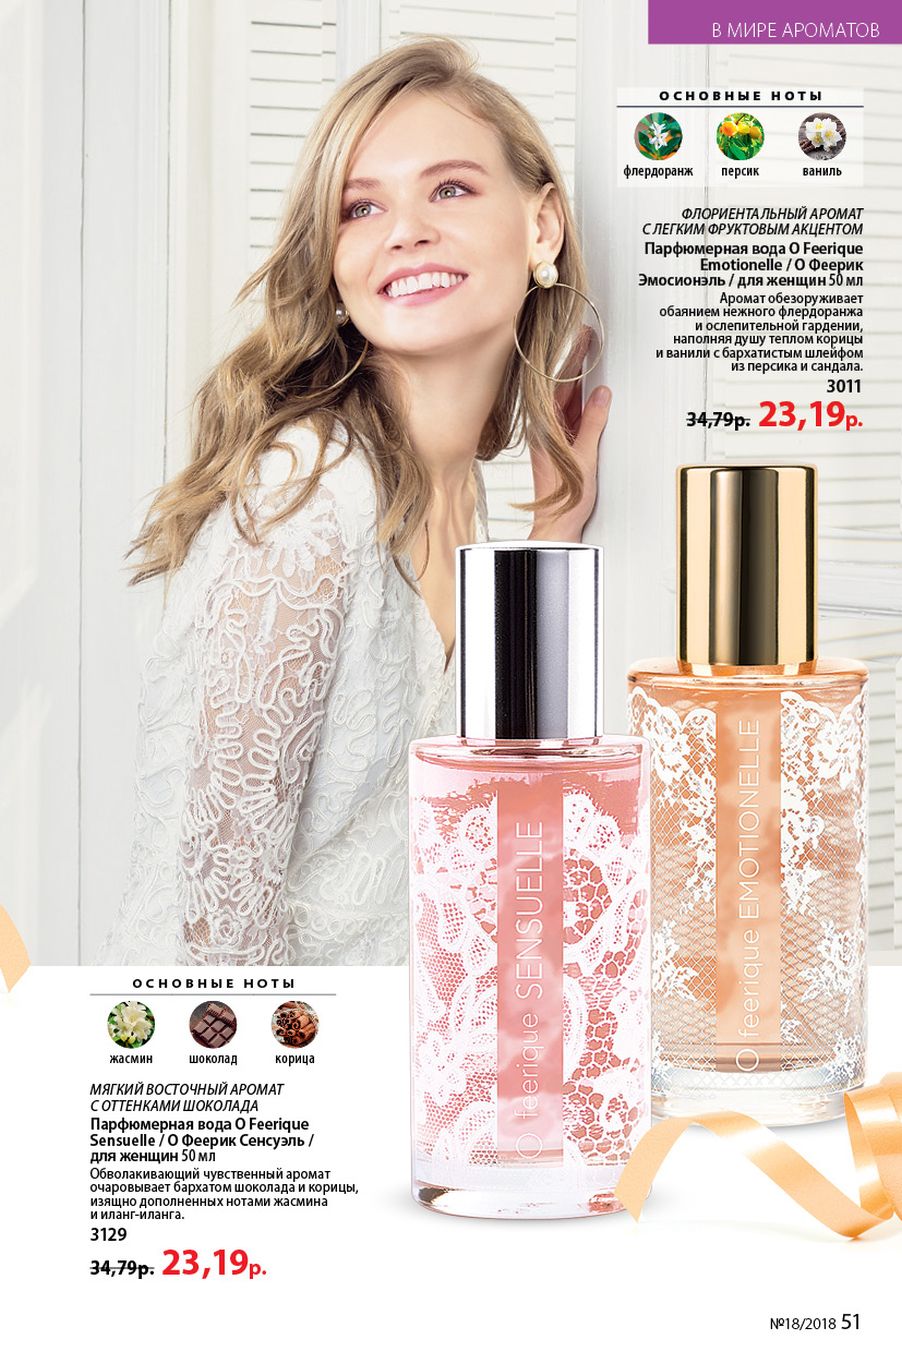 В МИРЕ АРОМАТОВ
ОСНОВНЫЕ НОТЫ
флердоранж персик ваниль
ФЛОРИЕНТАЛЬНЫЙ АРОМАТ
С ЛЕГКИМ ФРУКТОВЫМ АКЦЕНТОМ
Парфюмерная вода O Feerique
Emotionelle / О Феерик
Эмосионэль / для женщин 50 мл
Аромат обезоруживает
обаянием нежного флердоранжа
и ослепительной гардении,
наполняя душу теплом корицы
и ванили с бархатистым шлейфом
из персика и сандала.
3011
34,79р. 23,19р.
O feerique SENSUELLE
O feerique EMOTIONELLE
ОСНОВНЫЕ НОТЫ
жасмин шоколад корица
МЯГКИЙ ВОСТОЧНЫЙ АРОМАТ
С ОТТЕНКАМИ ШОКОЛАДА
Парфюмерная вода O Feerique
Sensuelle / О Феерик Сенсуэль /
для женщин 50 мл
Обволакивающий чувственный аромат
очаровывает бархатом шоколада и корицы,
изящно дополненных нотами жасмина
и иланг-иланга.
3129
34,79р. 23,19р.
№18/2018 51